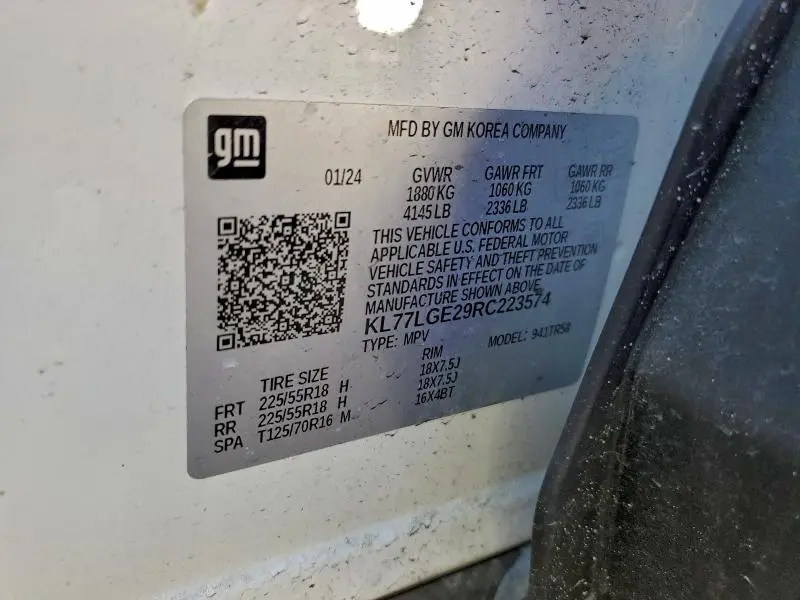 gm
MFD BY GM KOREA COMPANY
01/24 GVWR GAWR FRT GAWR RR
1880 KG 1060 KG 1060 KG
4145 LB 2336 LB 2336 LB
THIS VEHICLE CONFORMS TO ALL
APPLICABLE U.S. FEDERAL MOTOR
VEHICLE SAFETY AND THEFT PREVENTION
STANDARDS IN EFFECT ON THE DATE OF
MANUFACTURE SHOWN ABOVE.
KL77LGE29RC223574
TYPE: MPV MODEL: 941TR58
TIRE SIZE RIM
FRT 225/55R18 H 18X7.5J
RR 225/55R18 H 18X7.5J
SPA T125/70R16 M 16X4BT